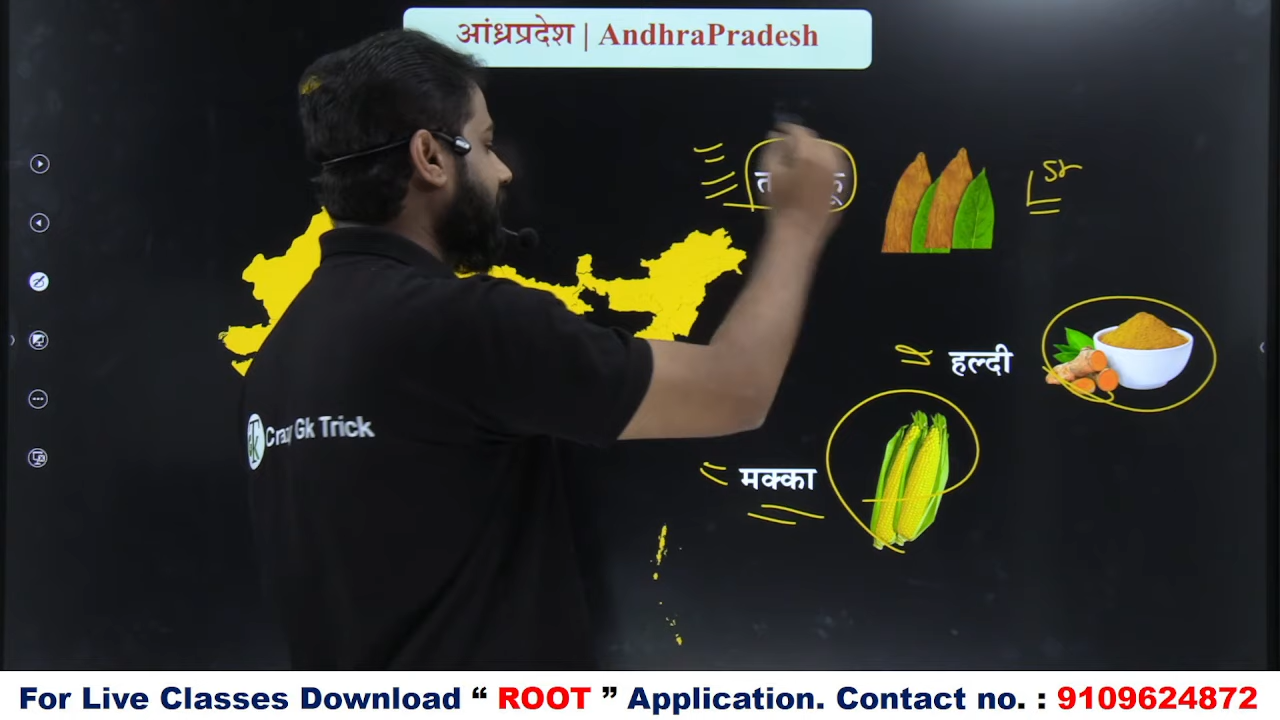 आंध्रप्रदेश | AndhraPradesh
हल्दी
मक्का
Crazy Gk Trick
For Live Classes Download “ ROOT ” Application. Contact no. : 9109624872